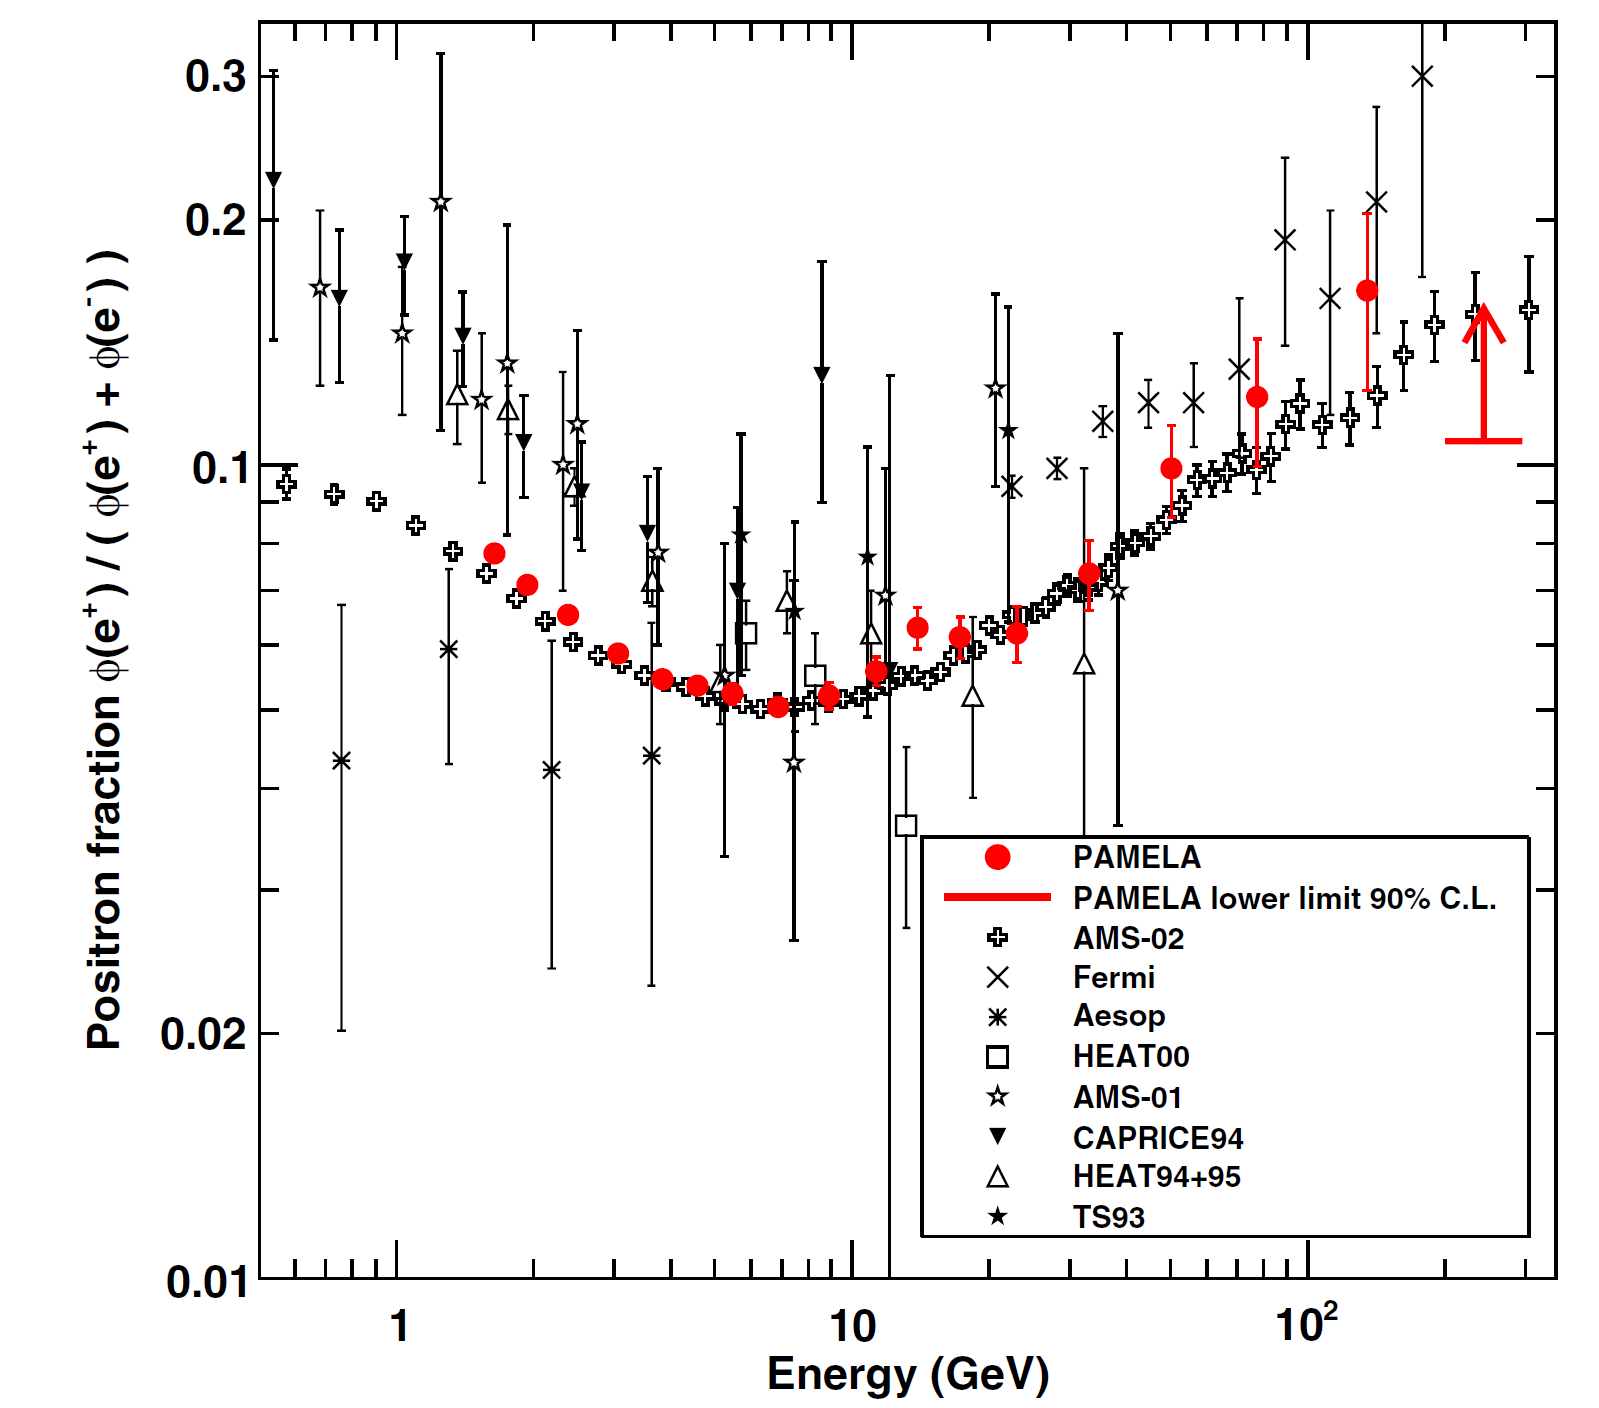 Positron fraction ϕ(e⁺) / ( ϕ(e⁺) + ϕ(e⁻) )
0.3
0.2
0.1
0.02
0.01
PAMELA
PAMELA lower limit 90% C.L.
AMS-02
Fermi
Aesop
HEAT00
AMS-01
CAPRICE94
HEAT94+95
TS93
1 10 10²
Energy (GeV)